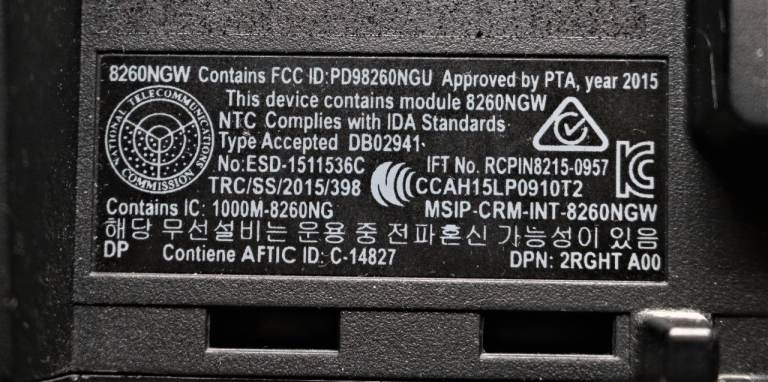 8260NGW Contains FCC ID:PD98260NGU Approved by PTA, year 2015
This device contains module 8260NGW
NTC Complies with IDA Standards
Type Accepted DB02941
No:ESD-1511536C IFT No. RCPIN8215-0957
TRC/SS/2015/398 CCAH15LP0910T2
Contains IC: 1000M-8260NG MSIP-CRM-INT-8260NGW
해당 무선설비는 운용 중 전파혼신 가능성이 있음
DP Contiene AFTIC ID: C-14827 DPN: 2RGHT A00
NATIONAL TELECOMMUNICATIONS COMMISSION